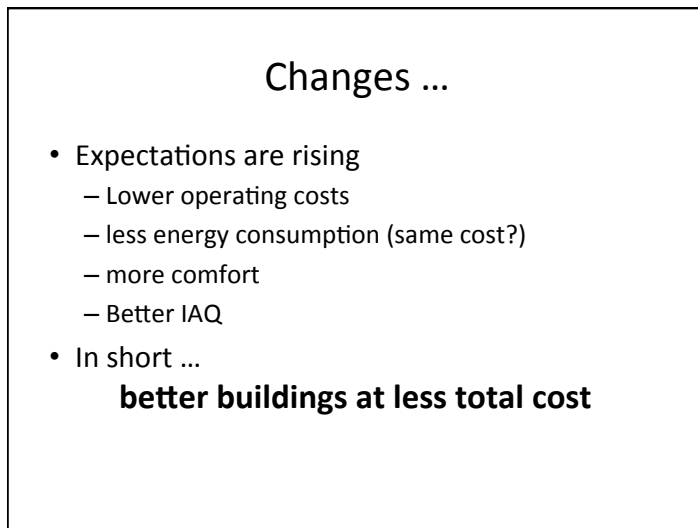 Changes …
• Expectations are rising
– Lower operating costs
– less energy consumption (same cost?)
– more comfort
– Better IAQ
• In short …
better buildings at less total cost